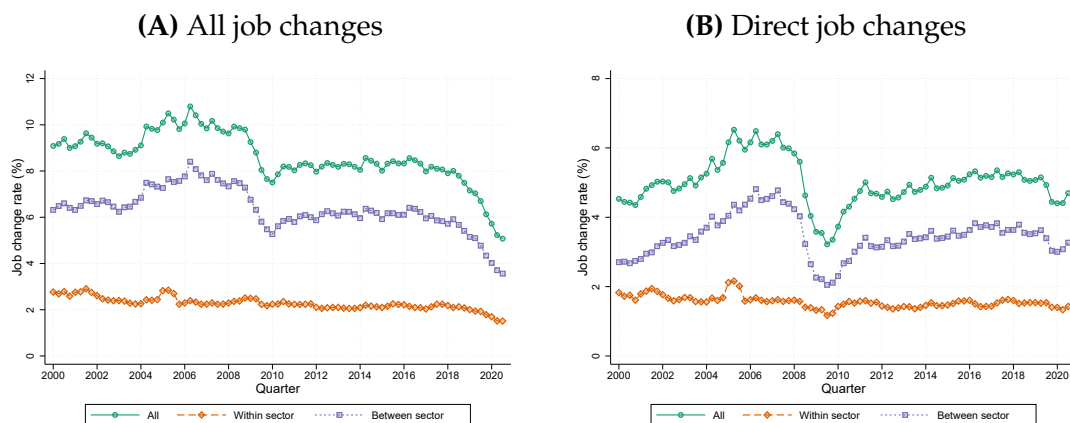 (A) All job changes
Job change rate (%)
12
10
8
6
4
2
0
2000 2002 2004 2006 2008 2010 2012 2014 2016 2018 2020
Quarter
All Within sector Between sector
(B) Direct job changes
Job change rate (%)
8
6
4
2
0
2000 2002 2004 2006 2008 2010 2012 2014 2016 2018 2020
Quarter
All Within sector Between sector